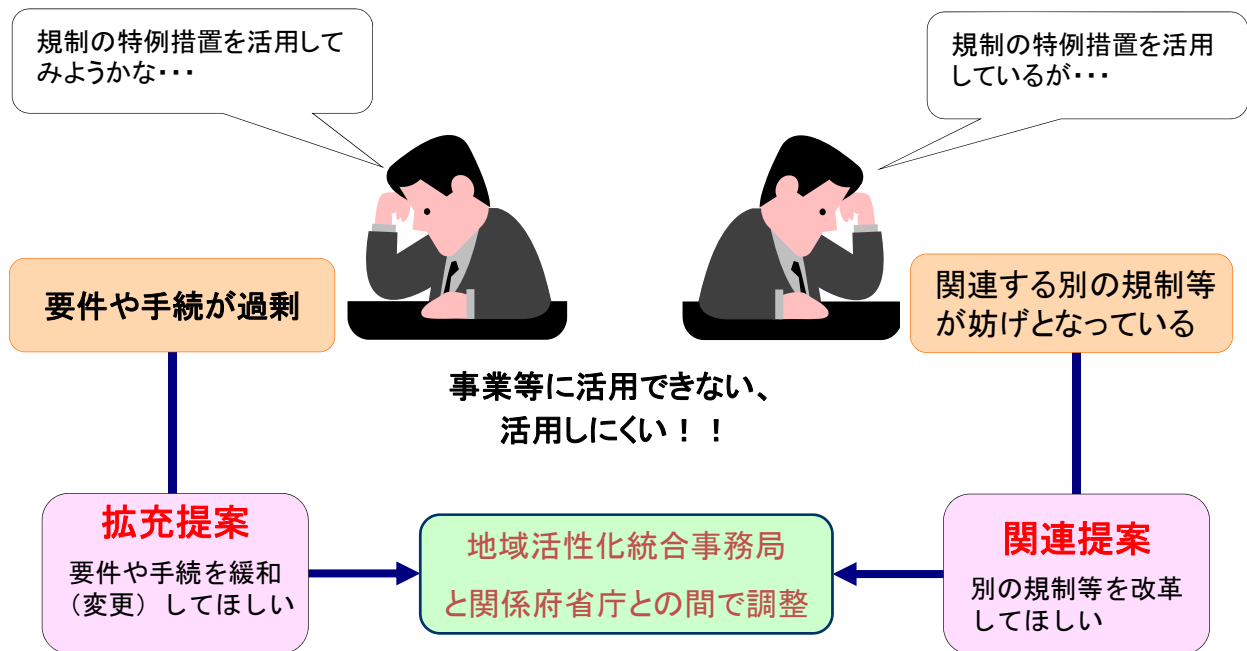 規制の特例措置を活用して
みようかな･･･
規制の特例措置を活用
しているが･･･
要件や手続が過剰
関連する別の規制等
が妨げとなっている
事業等に活用できない、
活用しにくい！！
拡充提案
要件や手続を緩和
（変更）してほしい
地域活性化統合事務局
と関係府省庁との間で調整
関連提案
別の規制等を改革
してほしい